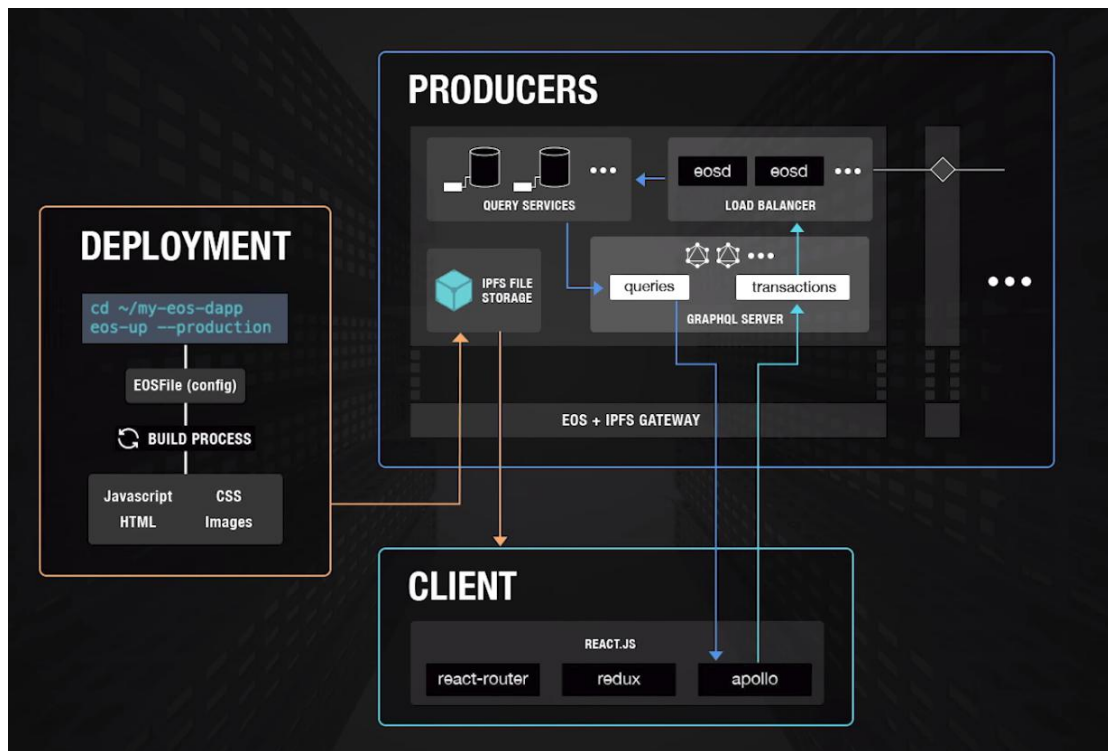 PRODUCERS
eosd eosd
QUERY SERVICES
LOAD BALANCER
IPFS FILE
STORAGE
queries
transactions
GRAPHQL SERVER
EOS + IPFS GATEWAY
DEPLOYMENT
cd ~/my-eos-dapp
eos-up --production
EOSFile (config)
BUILD PROCESS
Javascript CSS
HTML Images
CLIENT
REACT.JS
react-router redux apollo